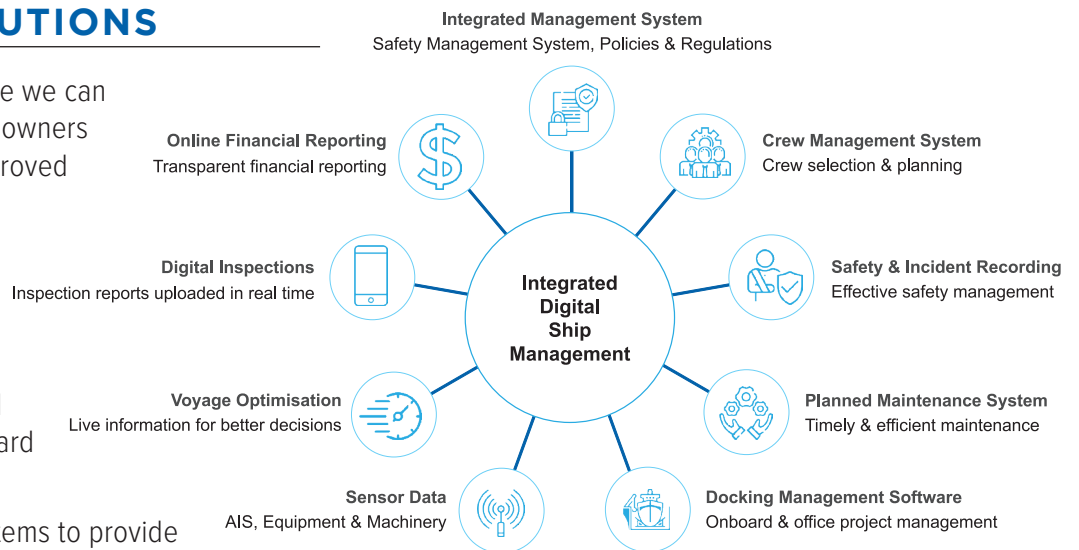 UTIONS
e we can
owners
roved
ard
tems to provide
Integrated Management System
Safety Management System, Policies & Regulations
Online Financial Reporting
Transparent financial reporting
Crew Management System
Crew selection & planning
Digital Inspections
Inspection reports uploaded in real time
Safety & Incident Recording
Effective safety management
Integrated
Digital
Ship
Management
Voyage Optimisation
Live information for better decisions
Planned Maintenance System
Timely & efficient maintenance
Sensor Data
AIS, Equipment & Machinery
Docking Management Software
Onboard & office project management